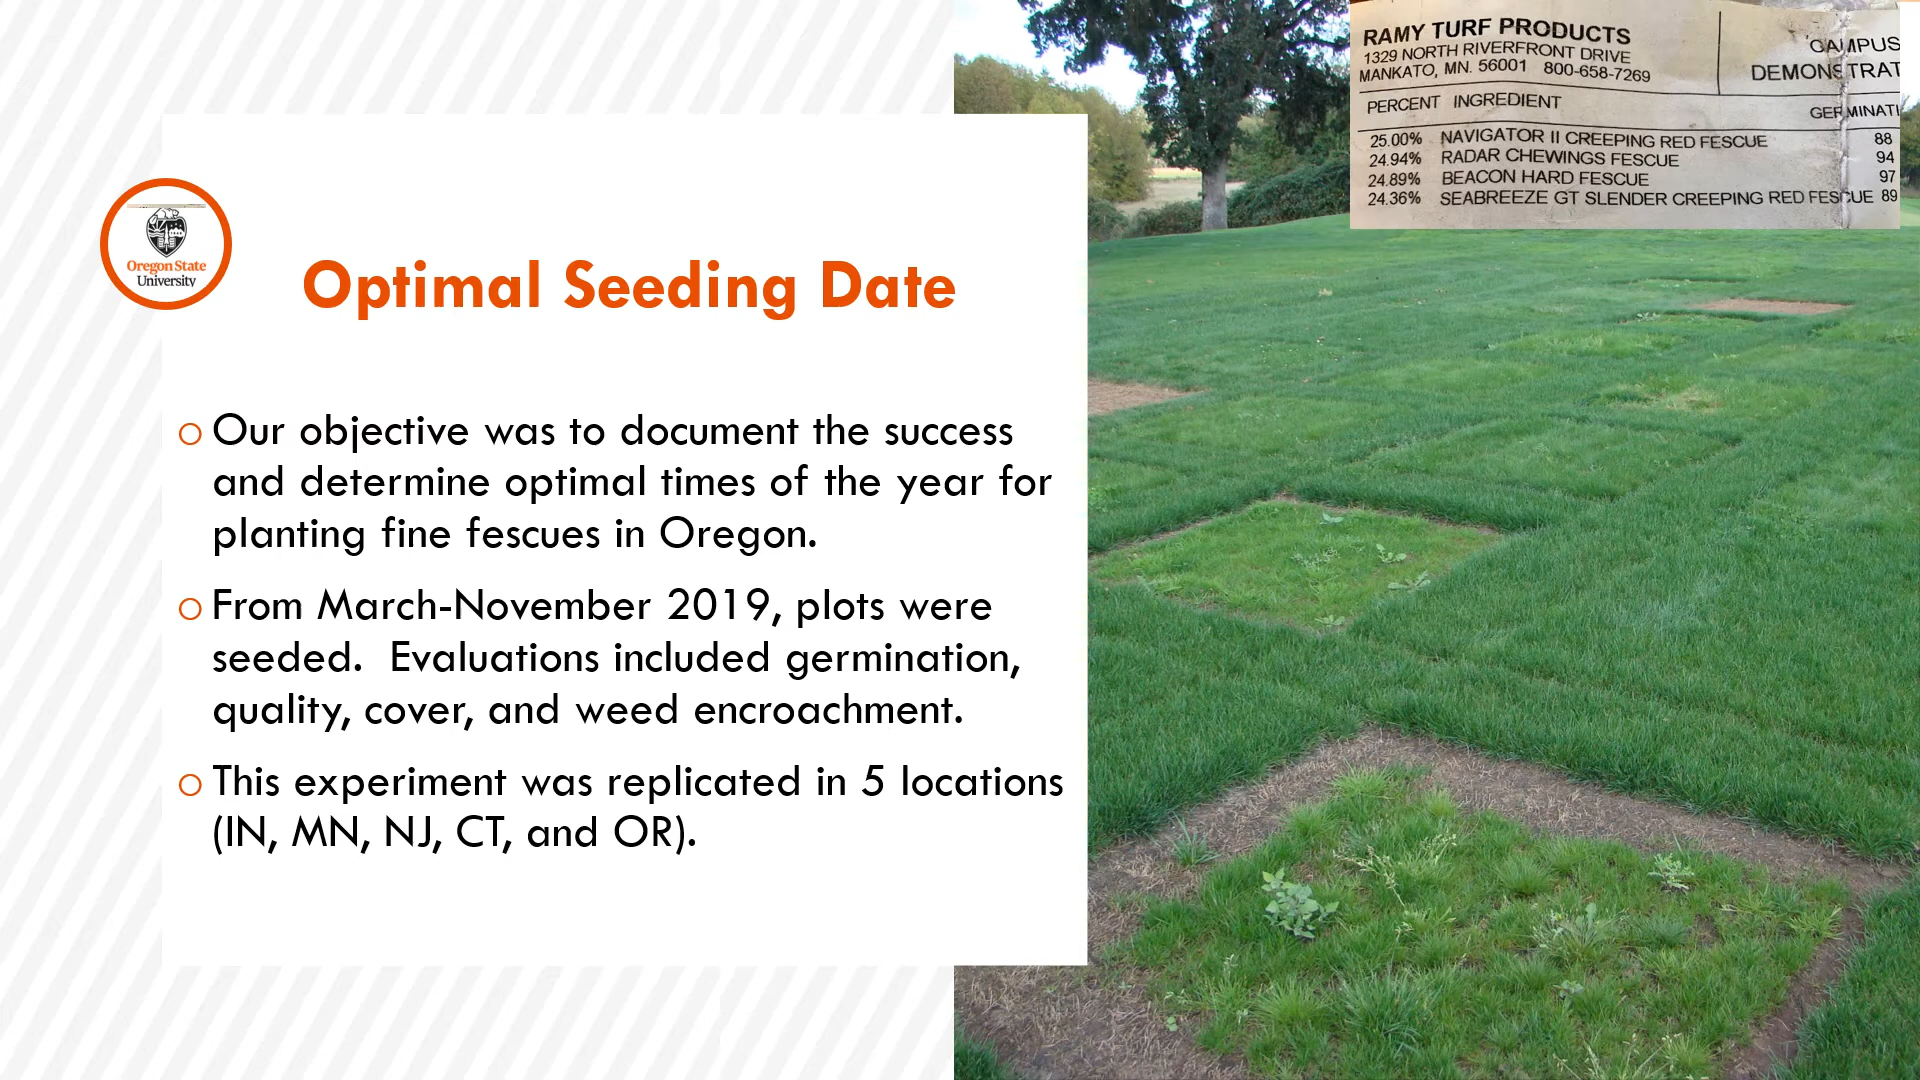 RAMY TURF PRODUCTS
1329 NORTH RIVERFRONT DRIVE
MANKATO, MN. 56001 800-658-7269
CAMPUS
DEMONSTRAT
PERCENT INGREDIENT GERMINATI
25.00% NAVIGATOR II CREEPING RED FESCUE 88
24.94% RADAR CHEWINGS FESCUE 94
24.89% BEACON HARD FESCUE 97
24.36% SEABREEZE GT SLENDER CREEPING RED FESCUE 89
Oregon State
University
Optimal Seeding Date
Our objective was to document the success
and determine optimal times of the year for
planting fine fescues in Oregon.
From March-November 2019, plots were
seeded. Evaluations included germination,
quality, cover, and weed encroachment.
This experiment was replicated in 5 locations
(IN, MN, NJ, CT, and OR).